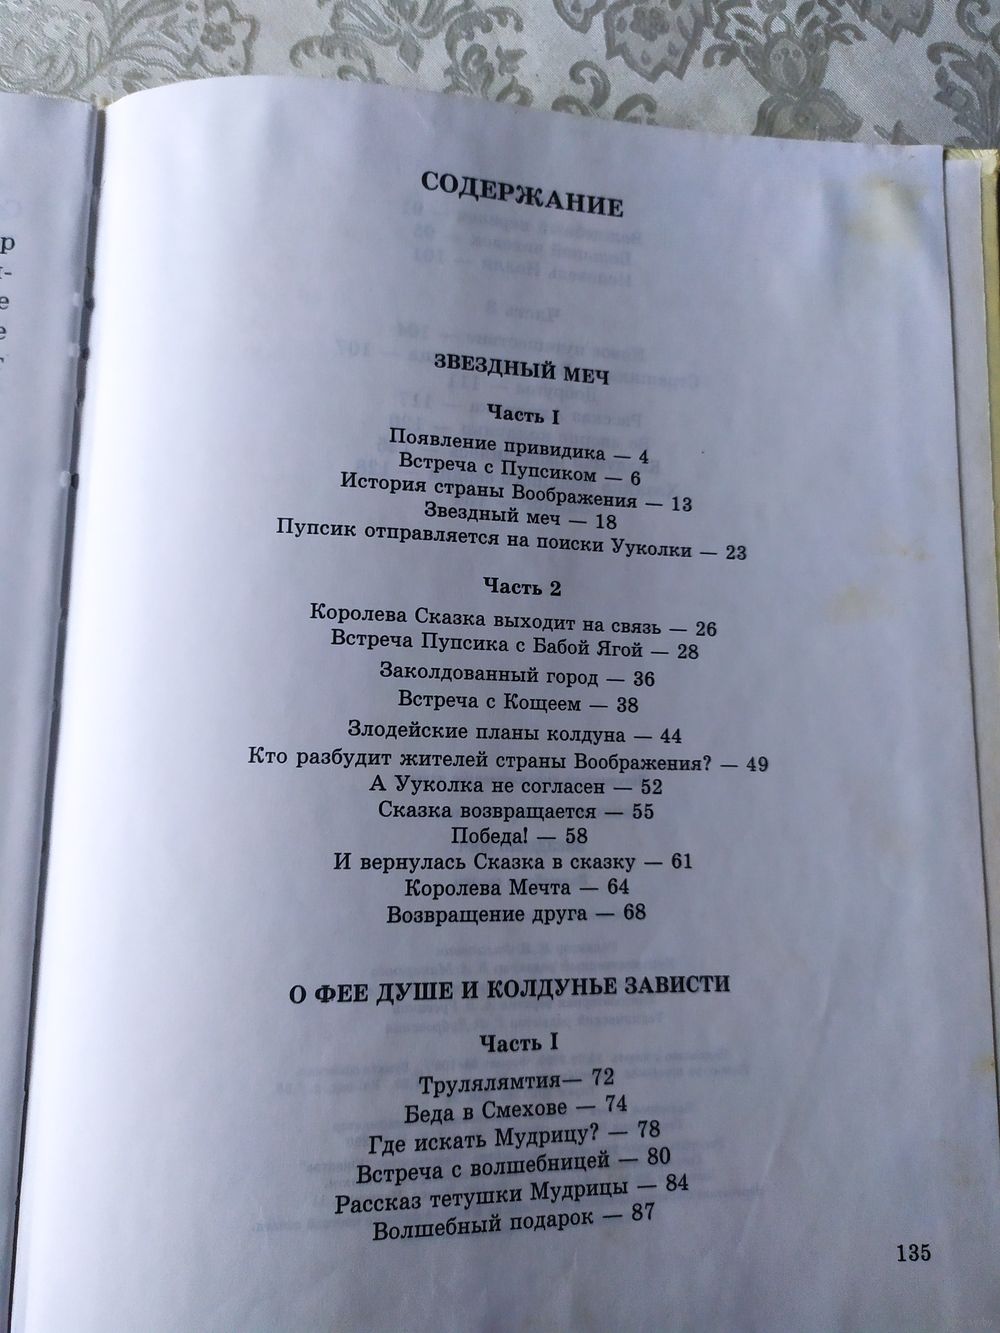 СОДЕРЖАНИЕ
ЗВЕЗДНЫЙ МЕЧ
Часть I
Появление привидика — 4
Встреча с Пупсиком — 6
История страны Воображения — 13
Звездный меч — 18
Пупсик отправляется на поиски Ууколки — 23
Часть 2
Королева Сказка выходит на связь — 26
Встреча Пупсика с Бабой Ягой — 28
Заколдованный город — 36
Встреча с Кощеем — 38
Злодейские планы колдуна — 44
Кто разбудит жителей страны Воображения? — 49
А Ууколка не согласен — 52
Сказка возвращается — 55
Победа! — 58
И вернулась Сказка в сказку — 61
Королева Мечта — 64
Возвращение друга — 68
О ФЕЕ ДУШЕ И КОЛДУНЬЕ ЗАВИСТИ
Часть I
Трулялямтия— 72
Беда в Смехове — 74
Где искать Мудрицу? — 78
Встреча с волшебницей — 80
Рассказ тетушки Мудрицы — 84
Волшебный подарок — 87
135